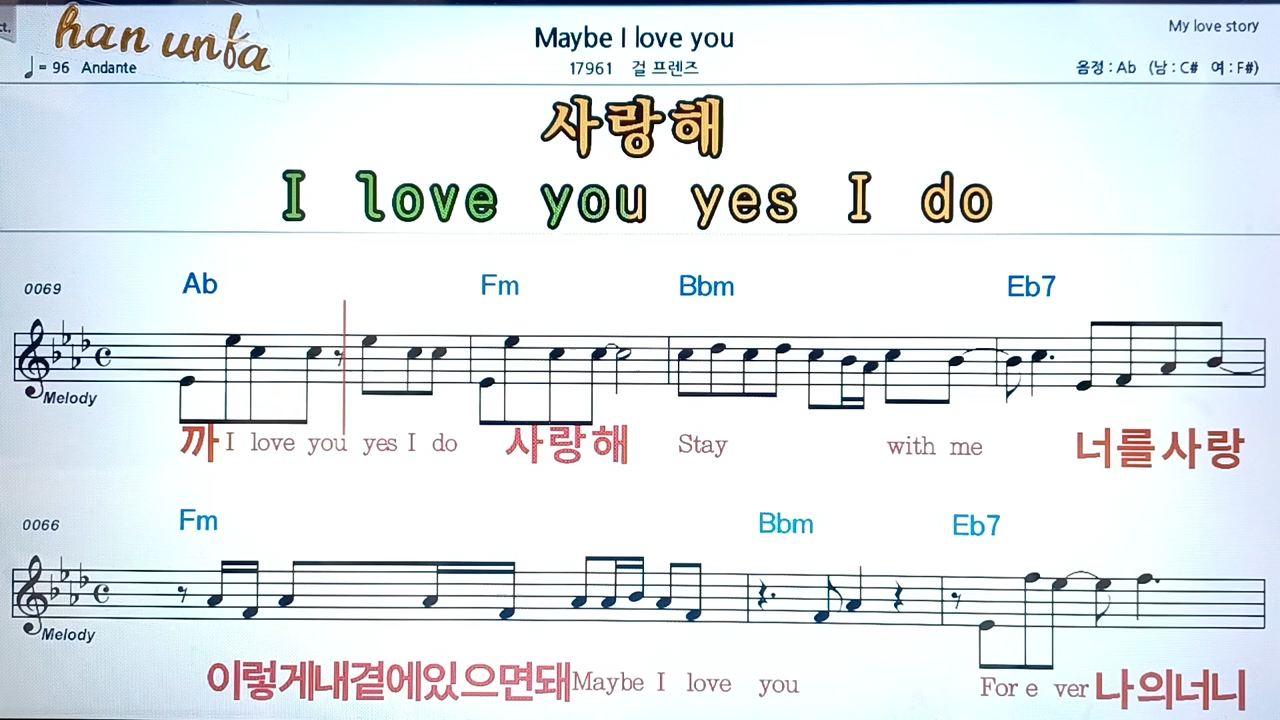 ct.
han unfa
Maybe I love you
My love story
♩= 96 Andante
17961 걸 프렌즈
음정 : Ab (남 : C# 여 : F#)
사랑해
I love you yes I do
0069
Ab Fm Bbm Eb7
Melody
까 I love you yes I do 사랑해 Stay with me 너를사랑
0066
Fm Bbm Eb7
Melody
이렇게내곁에있으면돼 Maybe I love you For e ver 나의너니